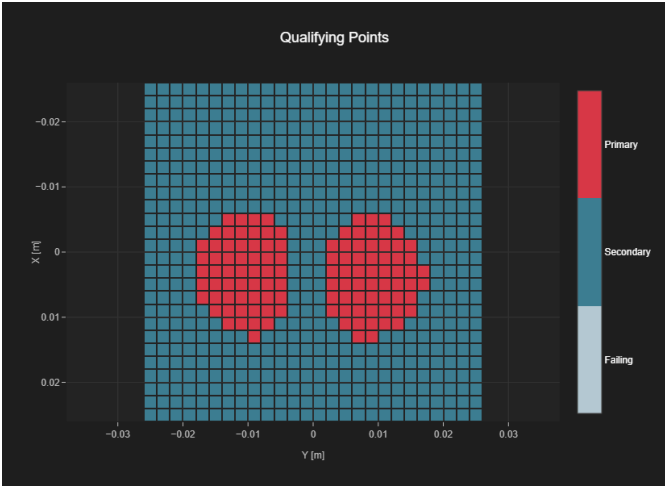 Qualifying Points
−0.02
−0.01
0
0.01
0.02
X [m]
−0.03
−0.02
−0.01
0
0.01
0.02
0.03
Y [m]
Primary
Secondary
Failing